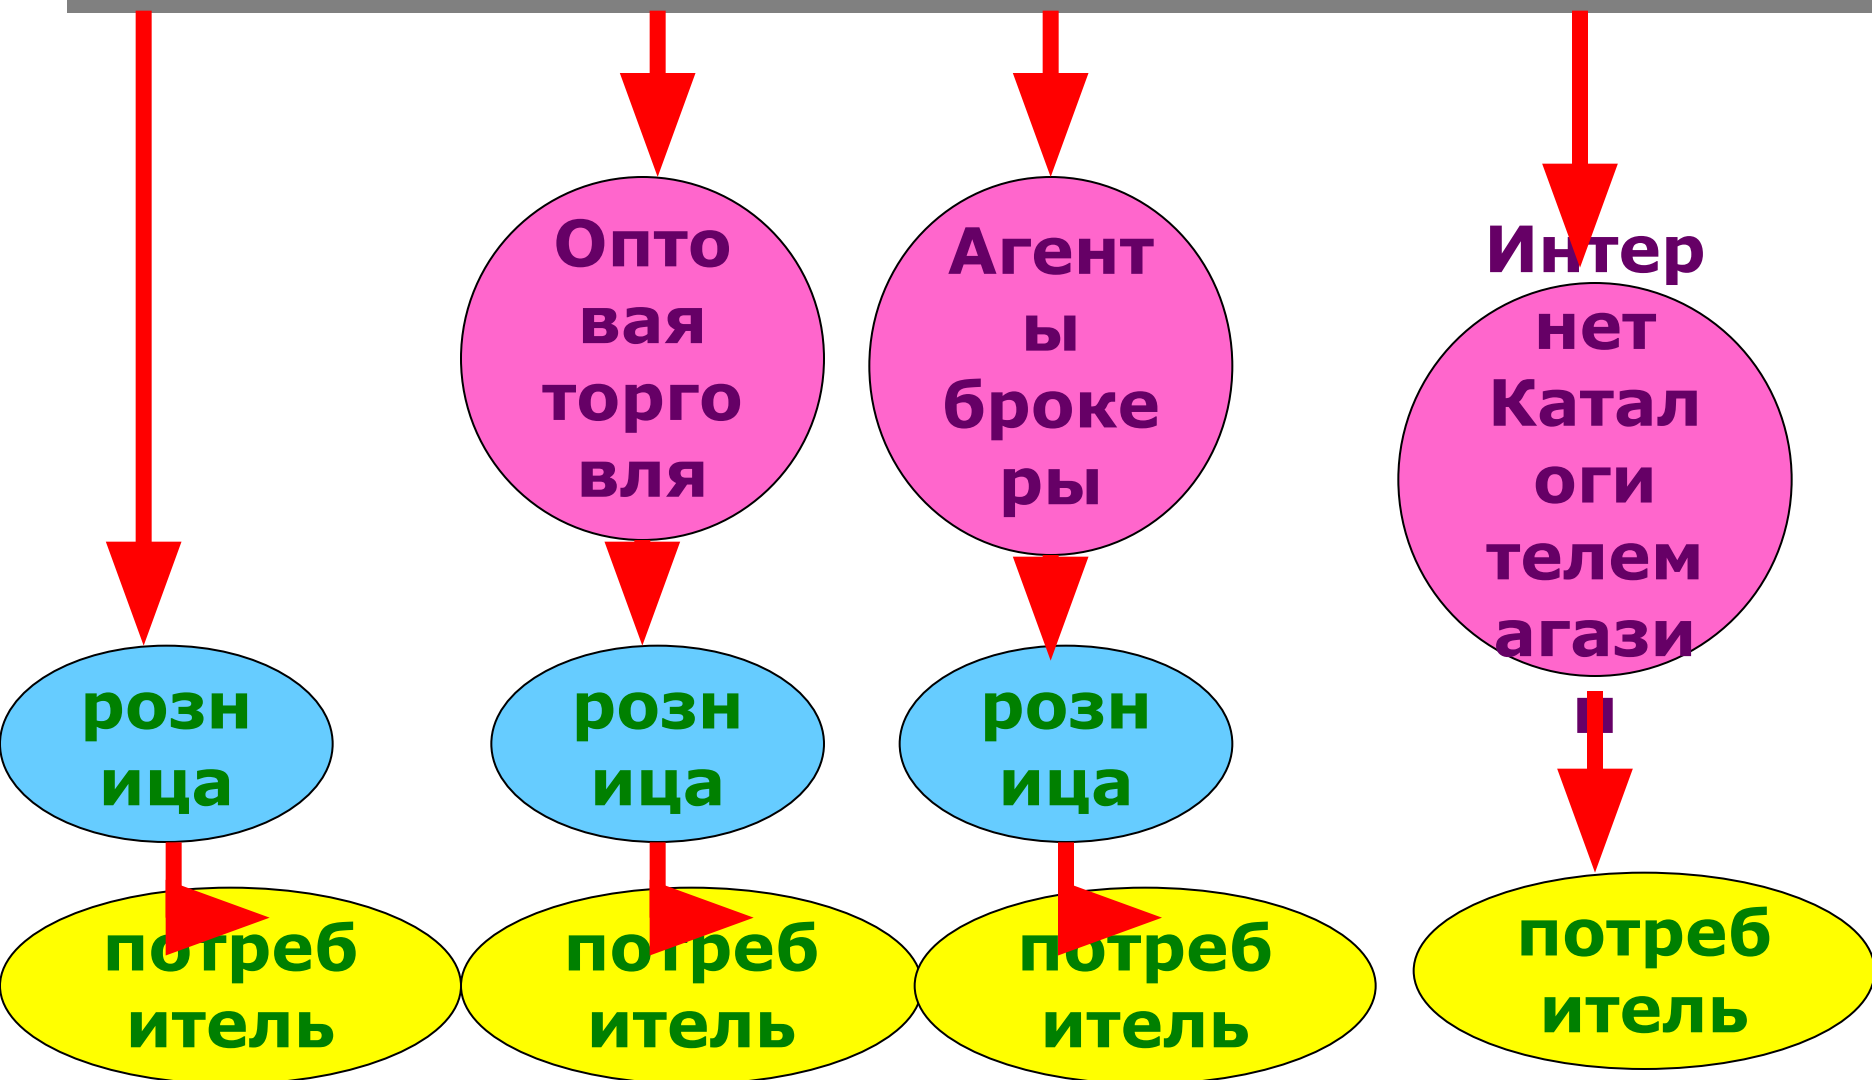 Опто
вая
торго
вля
Агент
ы
броке
ры
Интер
нет
Катал
оги
телем
агази
н
розн
ица
розн
ица
розн
ица
потреб
итель
потреб
итель
потреб
итель
потреб
итель